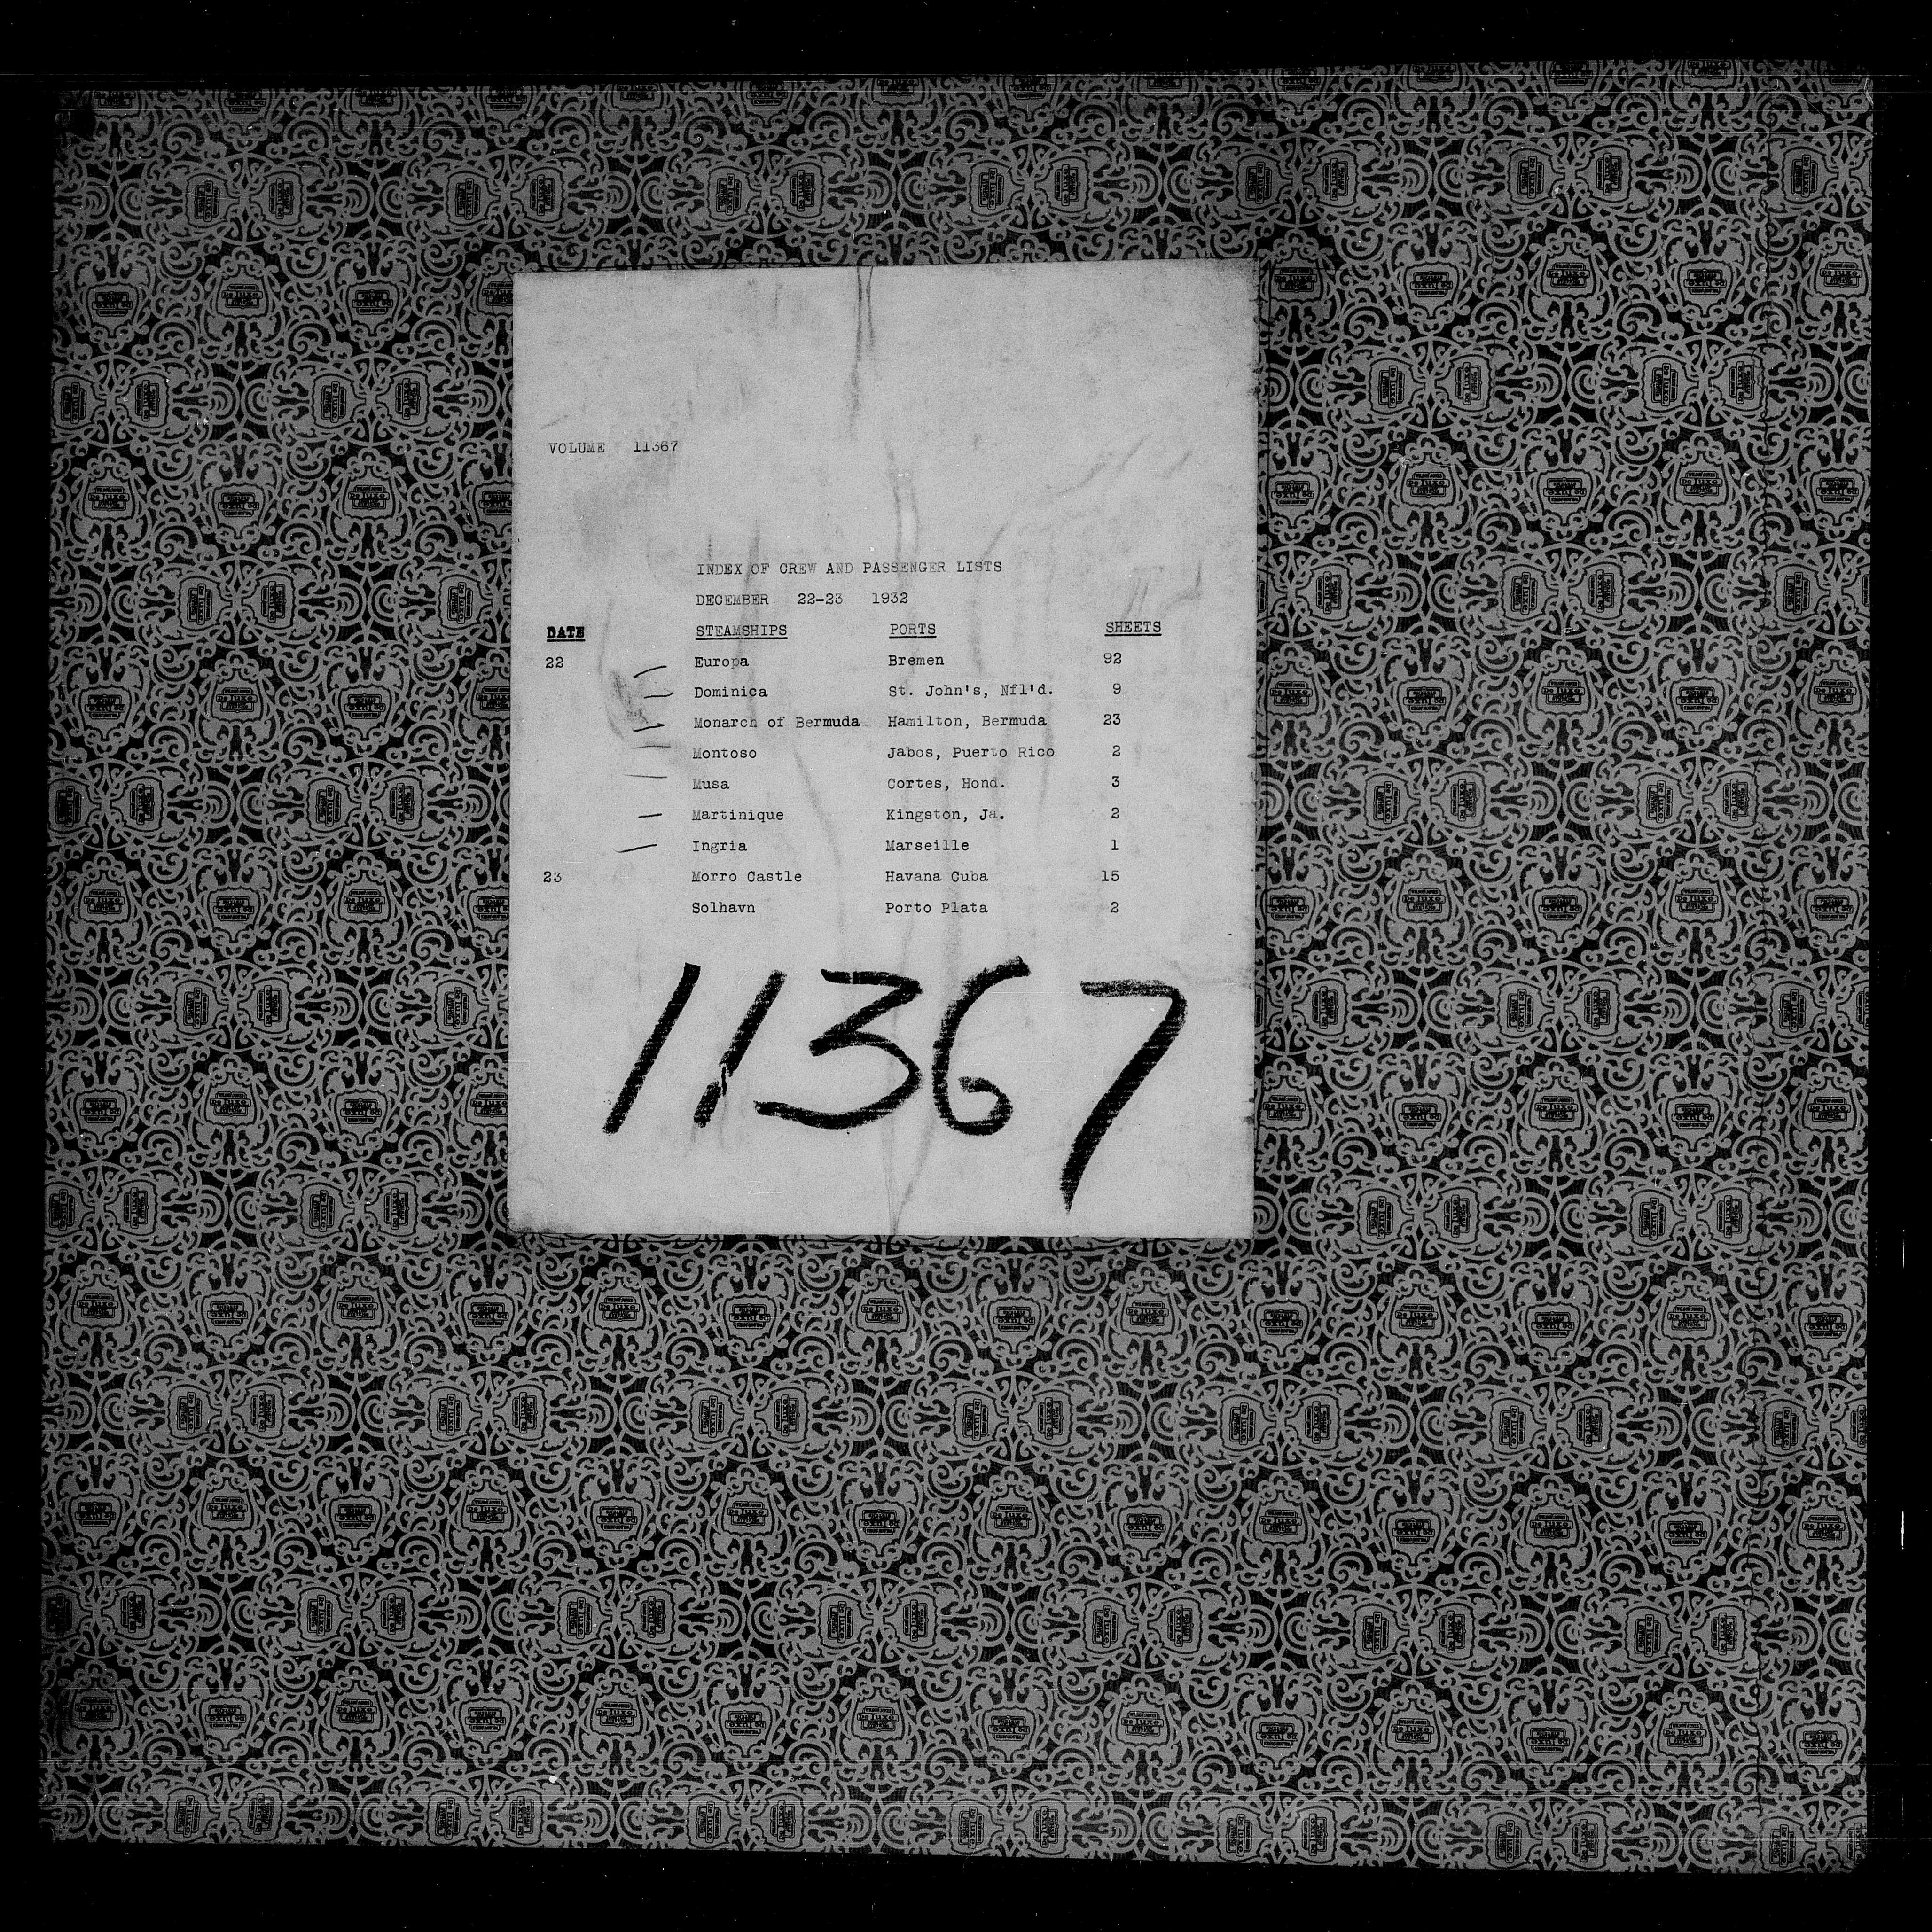 VOLUME 11367
INDEX OF CREW AND PASSENGER LISTS
DECEMBER 22-23 1932
DATE STEAMSHIPS PORTS SHEETS
22 Europa Bremen 92
Dominica St. John's, Nfl'd. 9
Monarch of Bermuda Hamilton, Bermuda 23
Montoso Jabos, Puerto Rico 2
Musa Cortes, Hond. 3
Martinique Kingston, Ja. 2
Ingria Marseille 1
23 Morro Castle Havana Cuba 15
Solhavn Porto Plata 2
11367